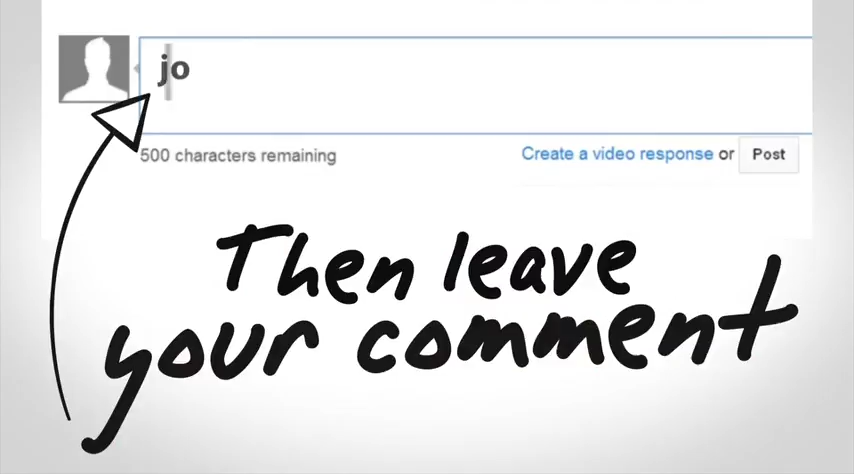 jo
500 characters remaining
Create a video response or Post
Then leave
your comment